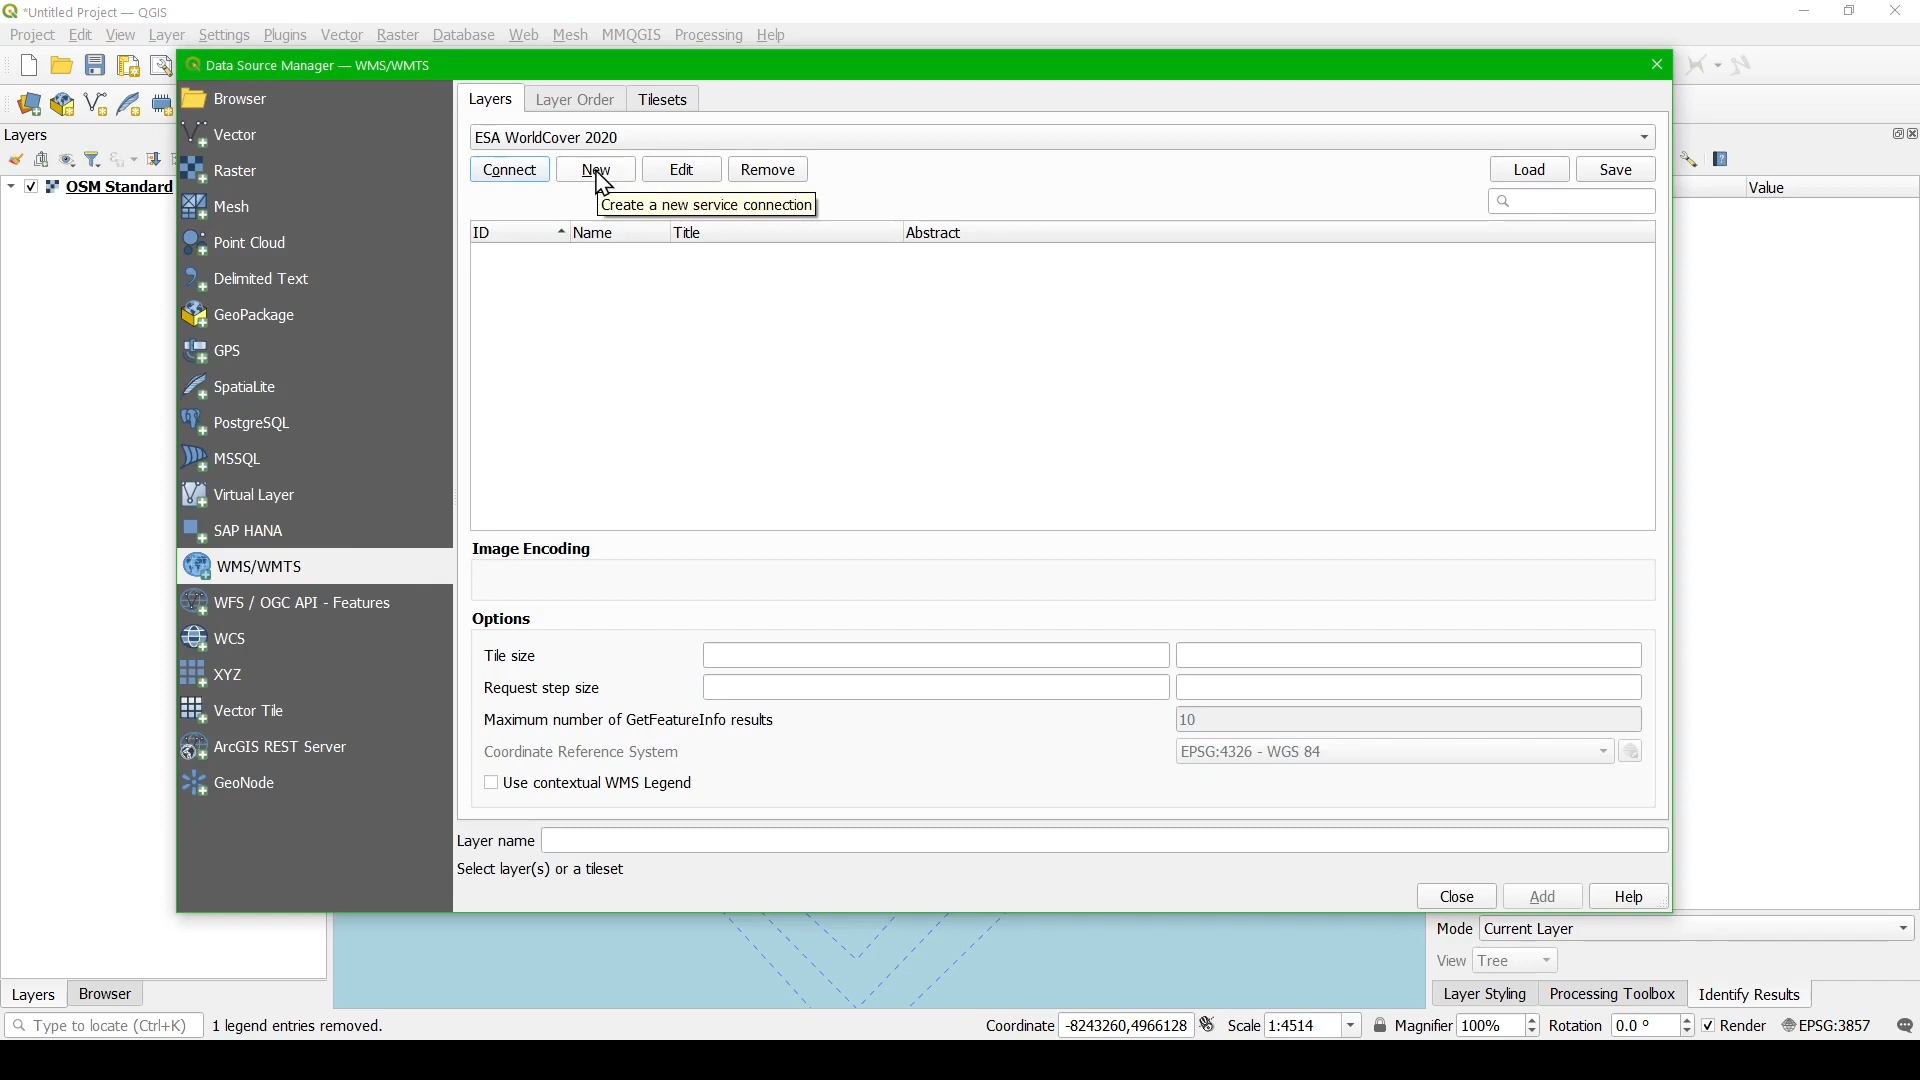 *Untitled Project — QGIS
Project Edit View Layer Settings Plugins Vector Raster Database Web Mesh MMQGIS Processing Help
Data Source Manager — WMS/WMTS
Layers
OSM Standard
Browser
Vector
Raster
Mesh
Point Cloud
Delimited Text
GeoPackage
GPS
SpatiaLite
PostgreSQL
MSSQL
Virtual Layer
SAP HANA
WMS/WMTS
WFS / OGC API - Features
WCS
XYZ
Vector Tile
ArcGIS REST Server
GeoNode
Layers Layer Order Tilesets
ESA WorldCover 2020
Connect New Edit Remove Load Save
Create a new service connection
ID Name Title Abstract
Image Encoding
Options
Tile size
Request step size
Maximum number of GetFeatureInfo results 10
Coordinate Reference System EPSG:4326 - WGS 84
Use contextual WMS Legend
Layer name
Select layer(s) or a tileset
Close Add Help
Value
Mode Current Layer
View Tree
Layers Browser
Layer Styling Processing Toolbox Identify Results
Type to locate (Ctrl+K) 1 legend entries removed. Coordinate -8243260,4966128 Scale 1:4514 Magnifier 100% Rotation 0.0 ° Render EPSG:3857